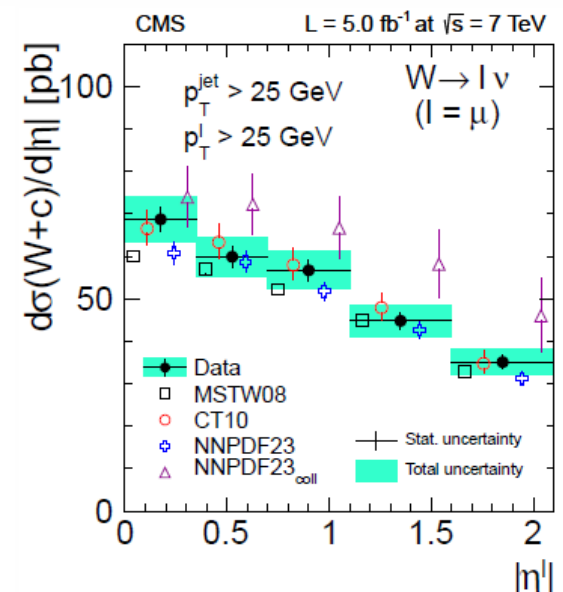 CMS L = 5.0 fb⁻¹ at √s = 7 TeV
dσ(W+c)/d|η| [pb]
100
50
0
p_T^jet > 25 GeV
p_T^l > 25 GeV
W → l ν
(l = μ)
Data
MSTW08
CT10
NNPDF23
NNPDF23_coll
Stat. uncertainty
Total uncertainty
0 0.5 1 1.5 2
|η^l|